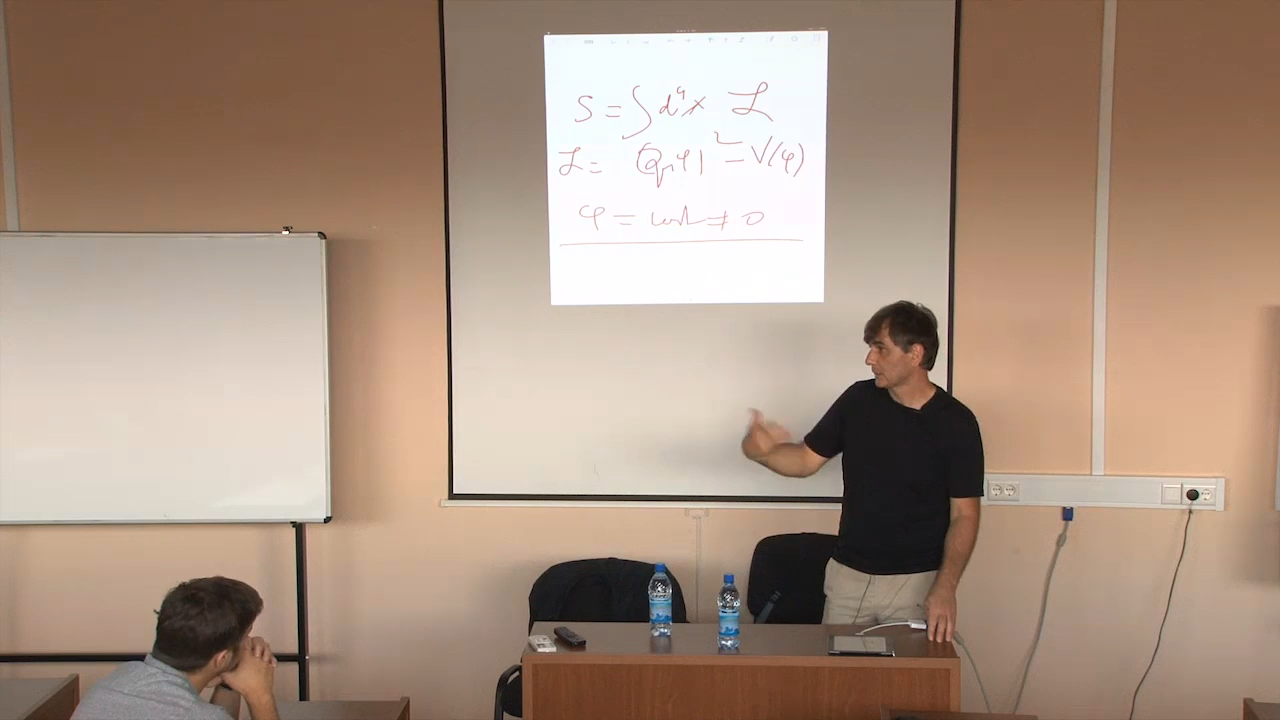 S = ∫ d⁴x ℒ
ℒ = (∂μφ)² − V(φ)
φ = const ≠ 0